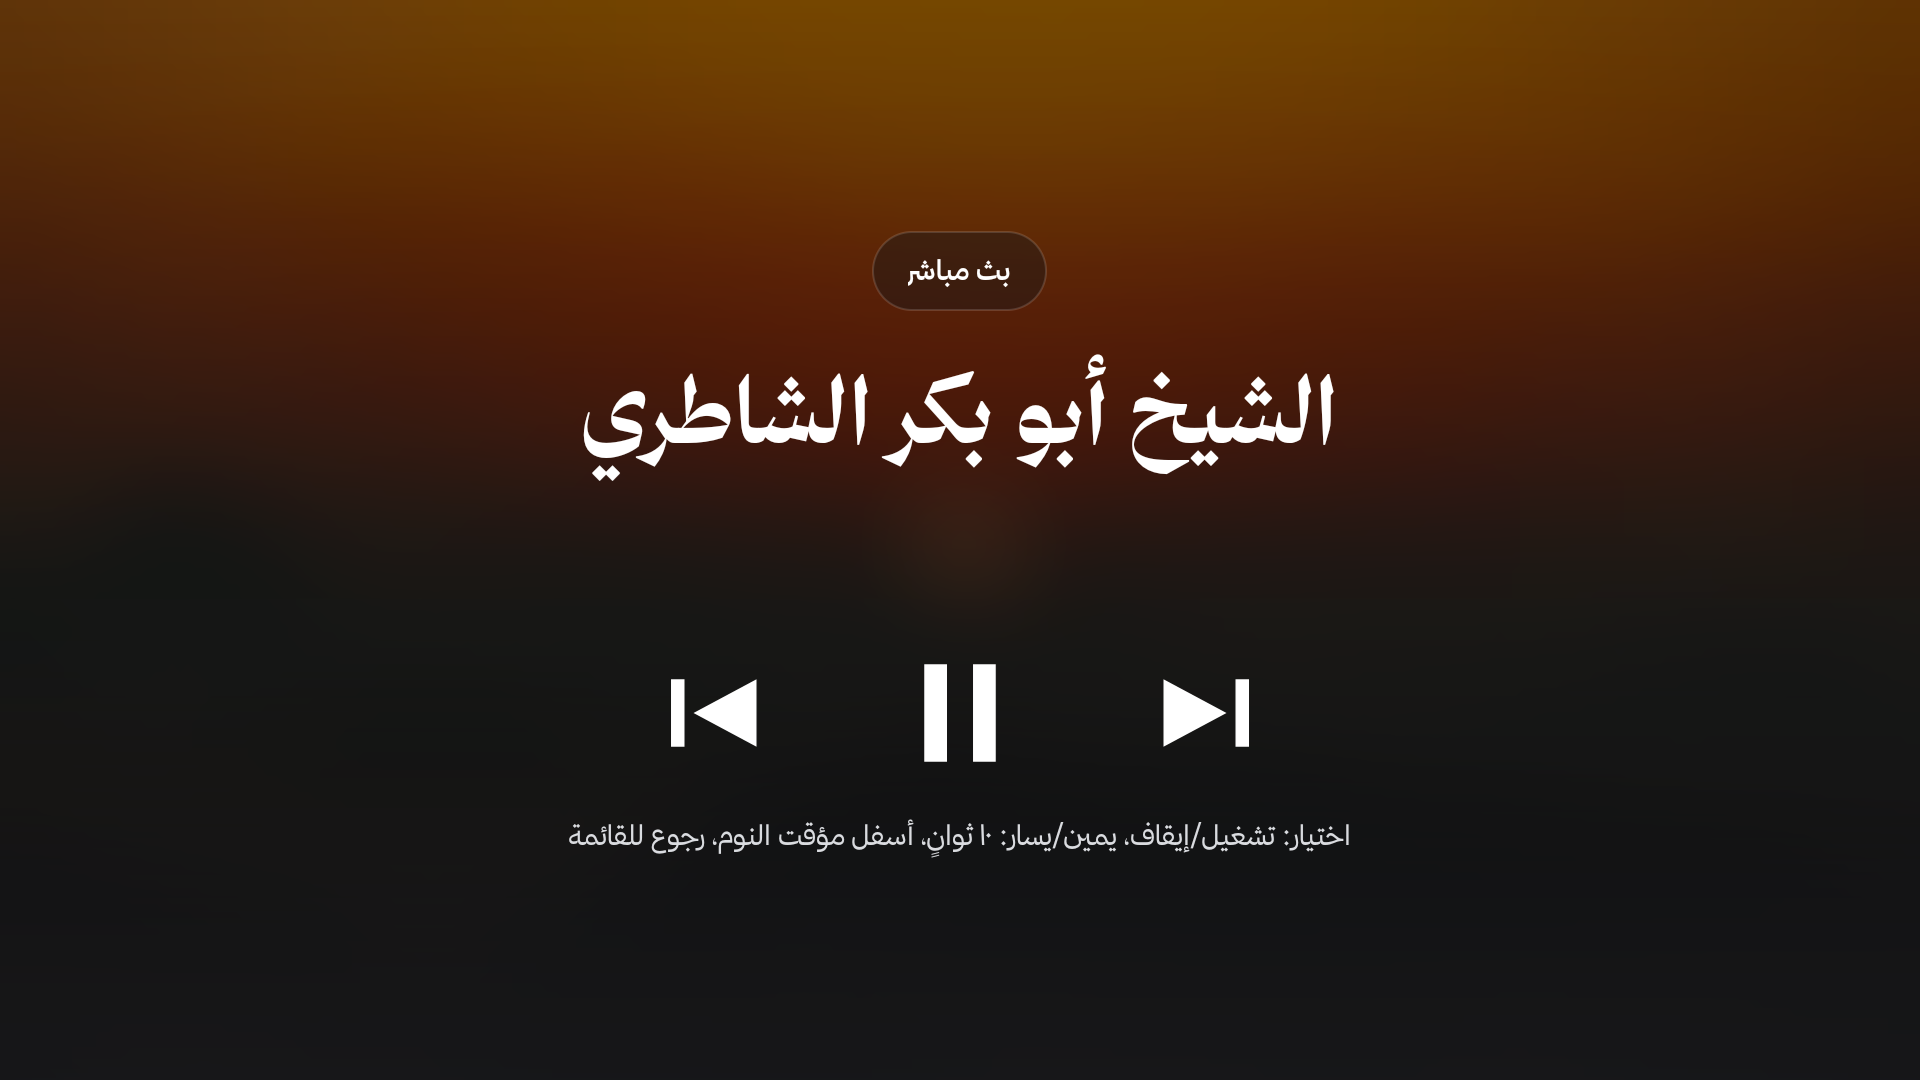 بث مباشر
الشيخ أبو بكر الشاطري
اختيار: تشغيل/إيقاف، يمين/يسار: ١٠ ثوانٍ، أسفل مؤقت النوم، رجوع للقائمة